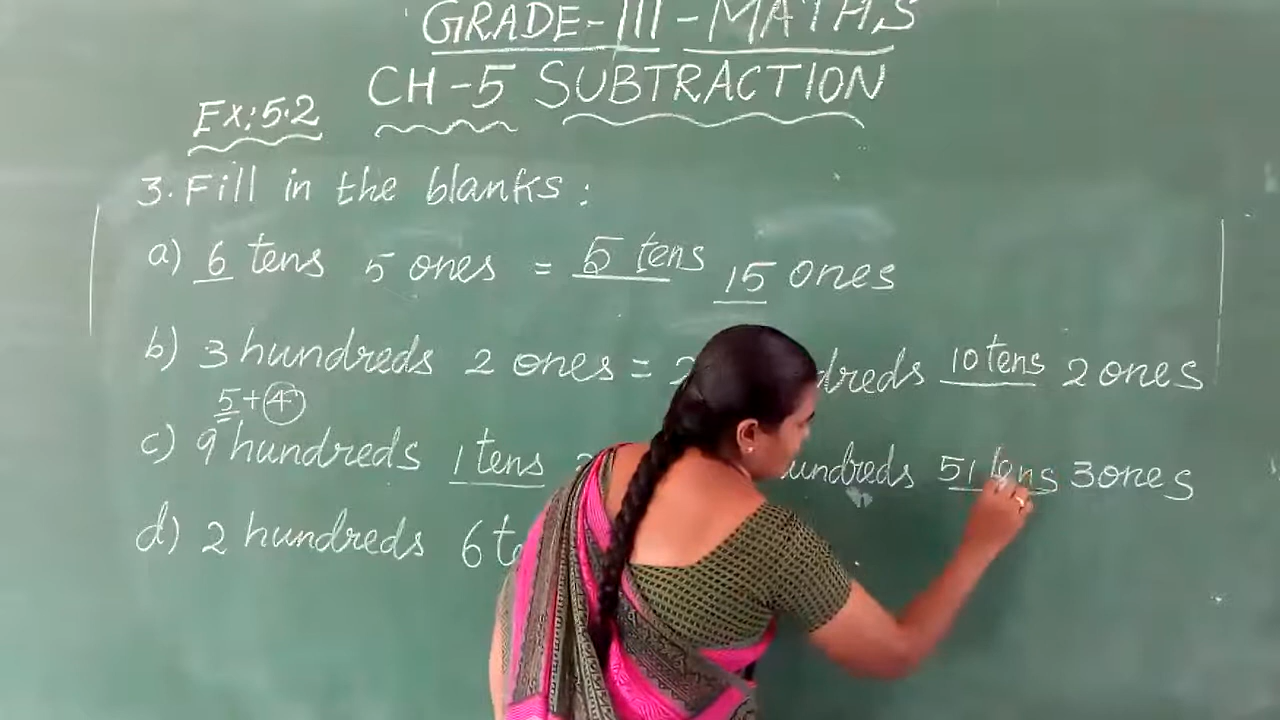 GRADE-III-MATHS
CH-5 SUBTRACTION
Ex:5.2
3. Fill in the blanks:
a) 6 tens 5 ones = 5 tens 15 ones
b) 3 hundreds 2 ones = 2 dreds 10 tens 2 ones
5+4
c) 9 hundreds 1 tens undreds 51 tens 3 ones
d) 2 hundreds 6 te